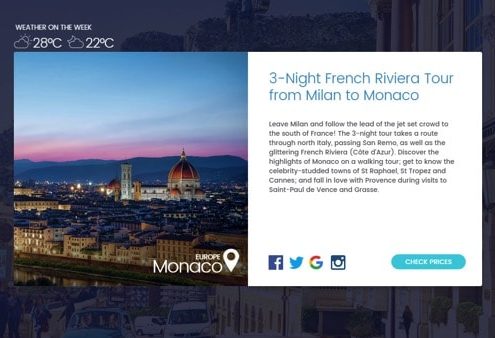 WEATHER ON THE WEEK
28ºC 22ºC
3-Night French Riviera Tour
from Milan to Monaco
Leave Milan and follow the lead of the jet set crowd to
the south of France! The 3-night tour takes a route
through north Italy, passing San Remo, as well as the
glittering French Riviera (Côte d'Azur). Discover the
highlights of Monaco on a walking tour; get to know the
celebrity-studded towns of St Raphael, St Tropez and
Cannes; and fall in love with Provence during visits to
Saint-Paul de Vence and Grasse.
EUROPE
Monaco
CHECK PRICES